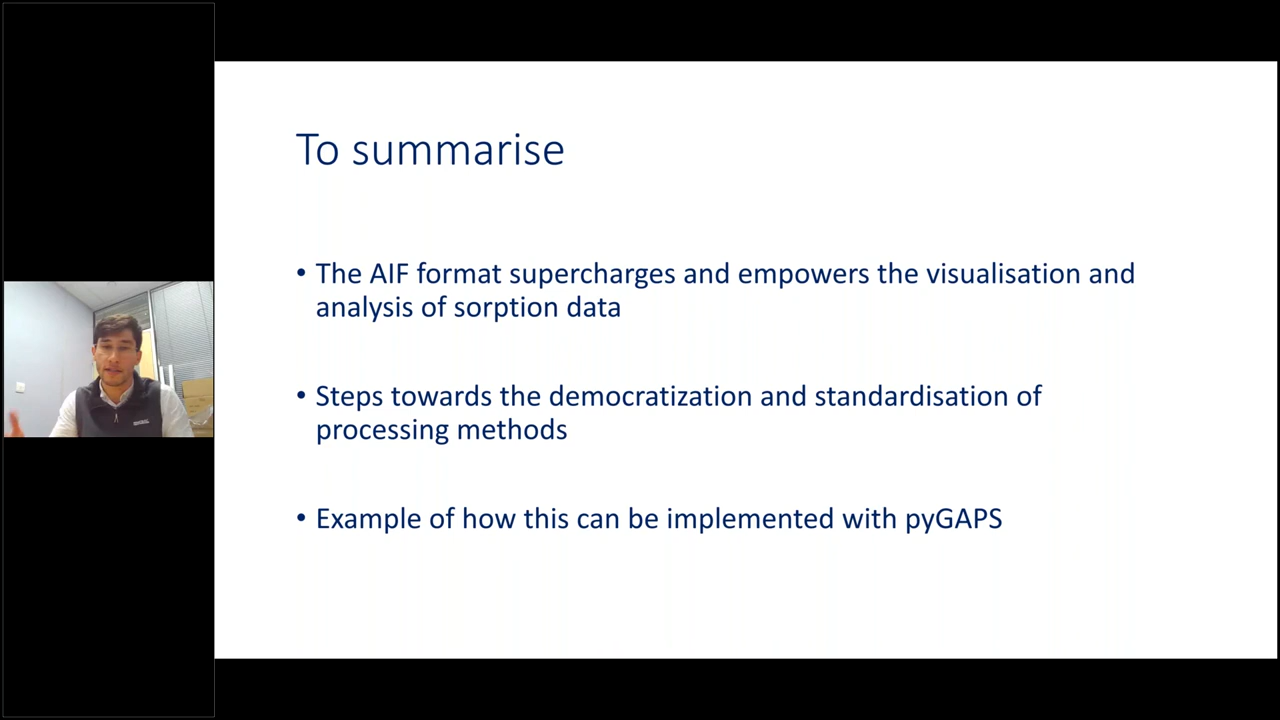 To summarise
• The AIF format supercharges and empowers the visualisation and
analysis of sorption data
• Steps towards the democratization and standardisation of
processing methods
• Example of how this can be implemented with pyGAPS